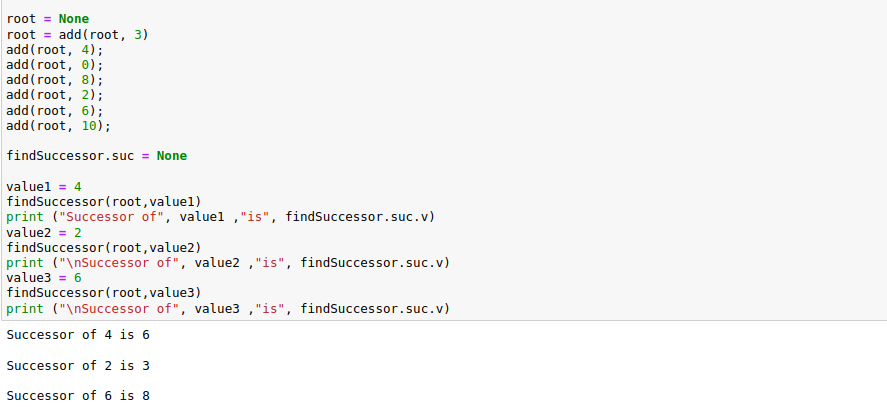 root = None
root = add(root, 3)
add(root, 4);
add(root, 0);
add(root, 8);
add(root, 2);
add(root, 6);
add(root, 10);
findSuccessor.suc = None
value1 = 4
findSuccessor(root,value1)
print ("Successor of", value1 ,"is", findSuccessor.suc.v)
value2 = 2
findSuccessor(root,value2)
print ("\nSuccessor of", value2 ,"is", findSuccessor.suc.v)
value3 = 6
findSuccessor(root,value3)
print ("\nSuccessor of", value3 ,"is", findSuccessor.suc.v)
Successor of 4 is 6
Successor of 2 is 3
Successor of 6 is 8